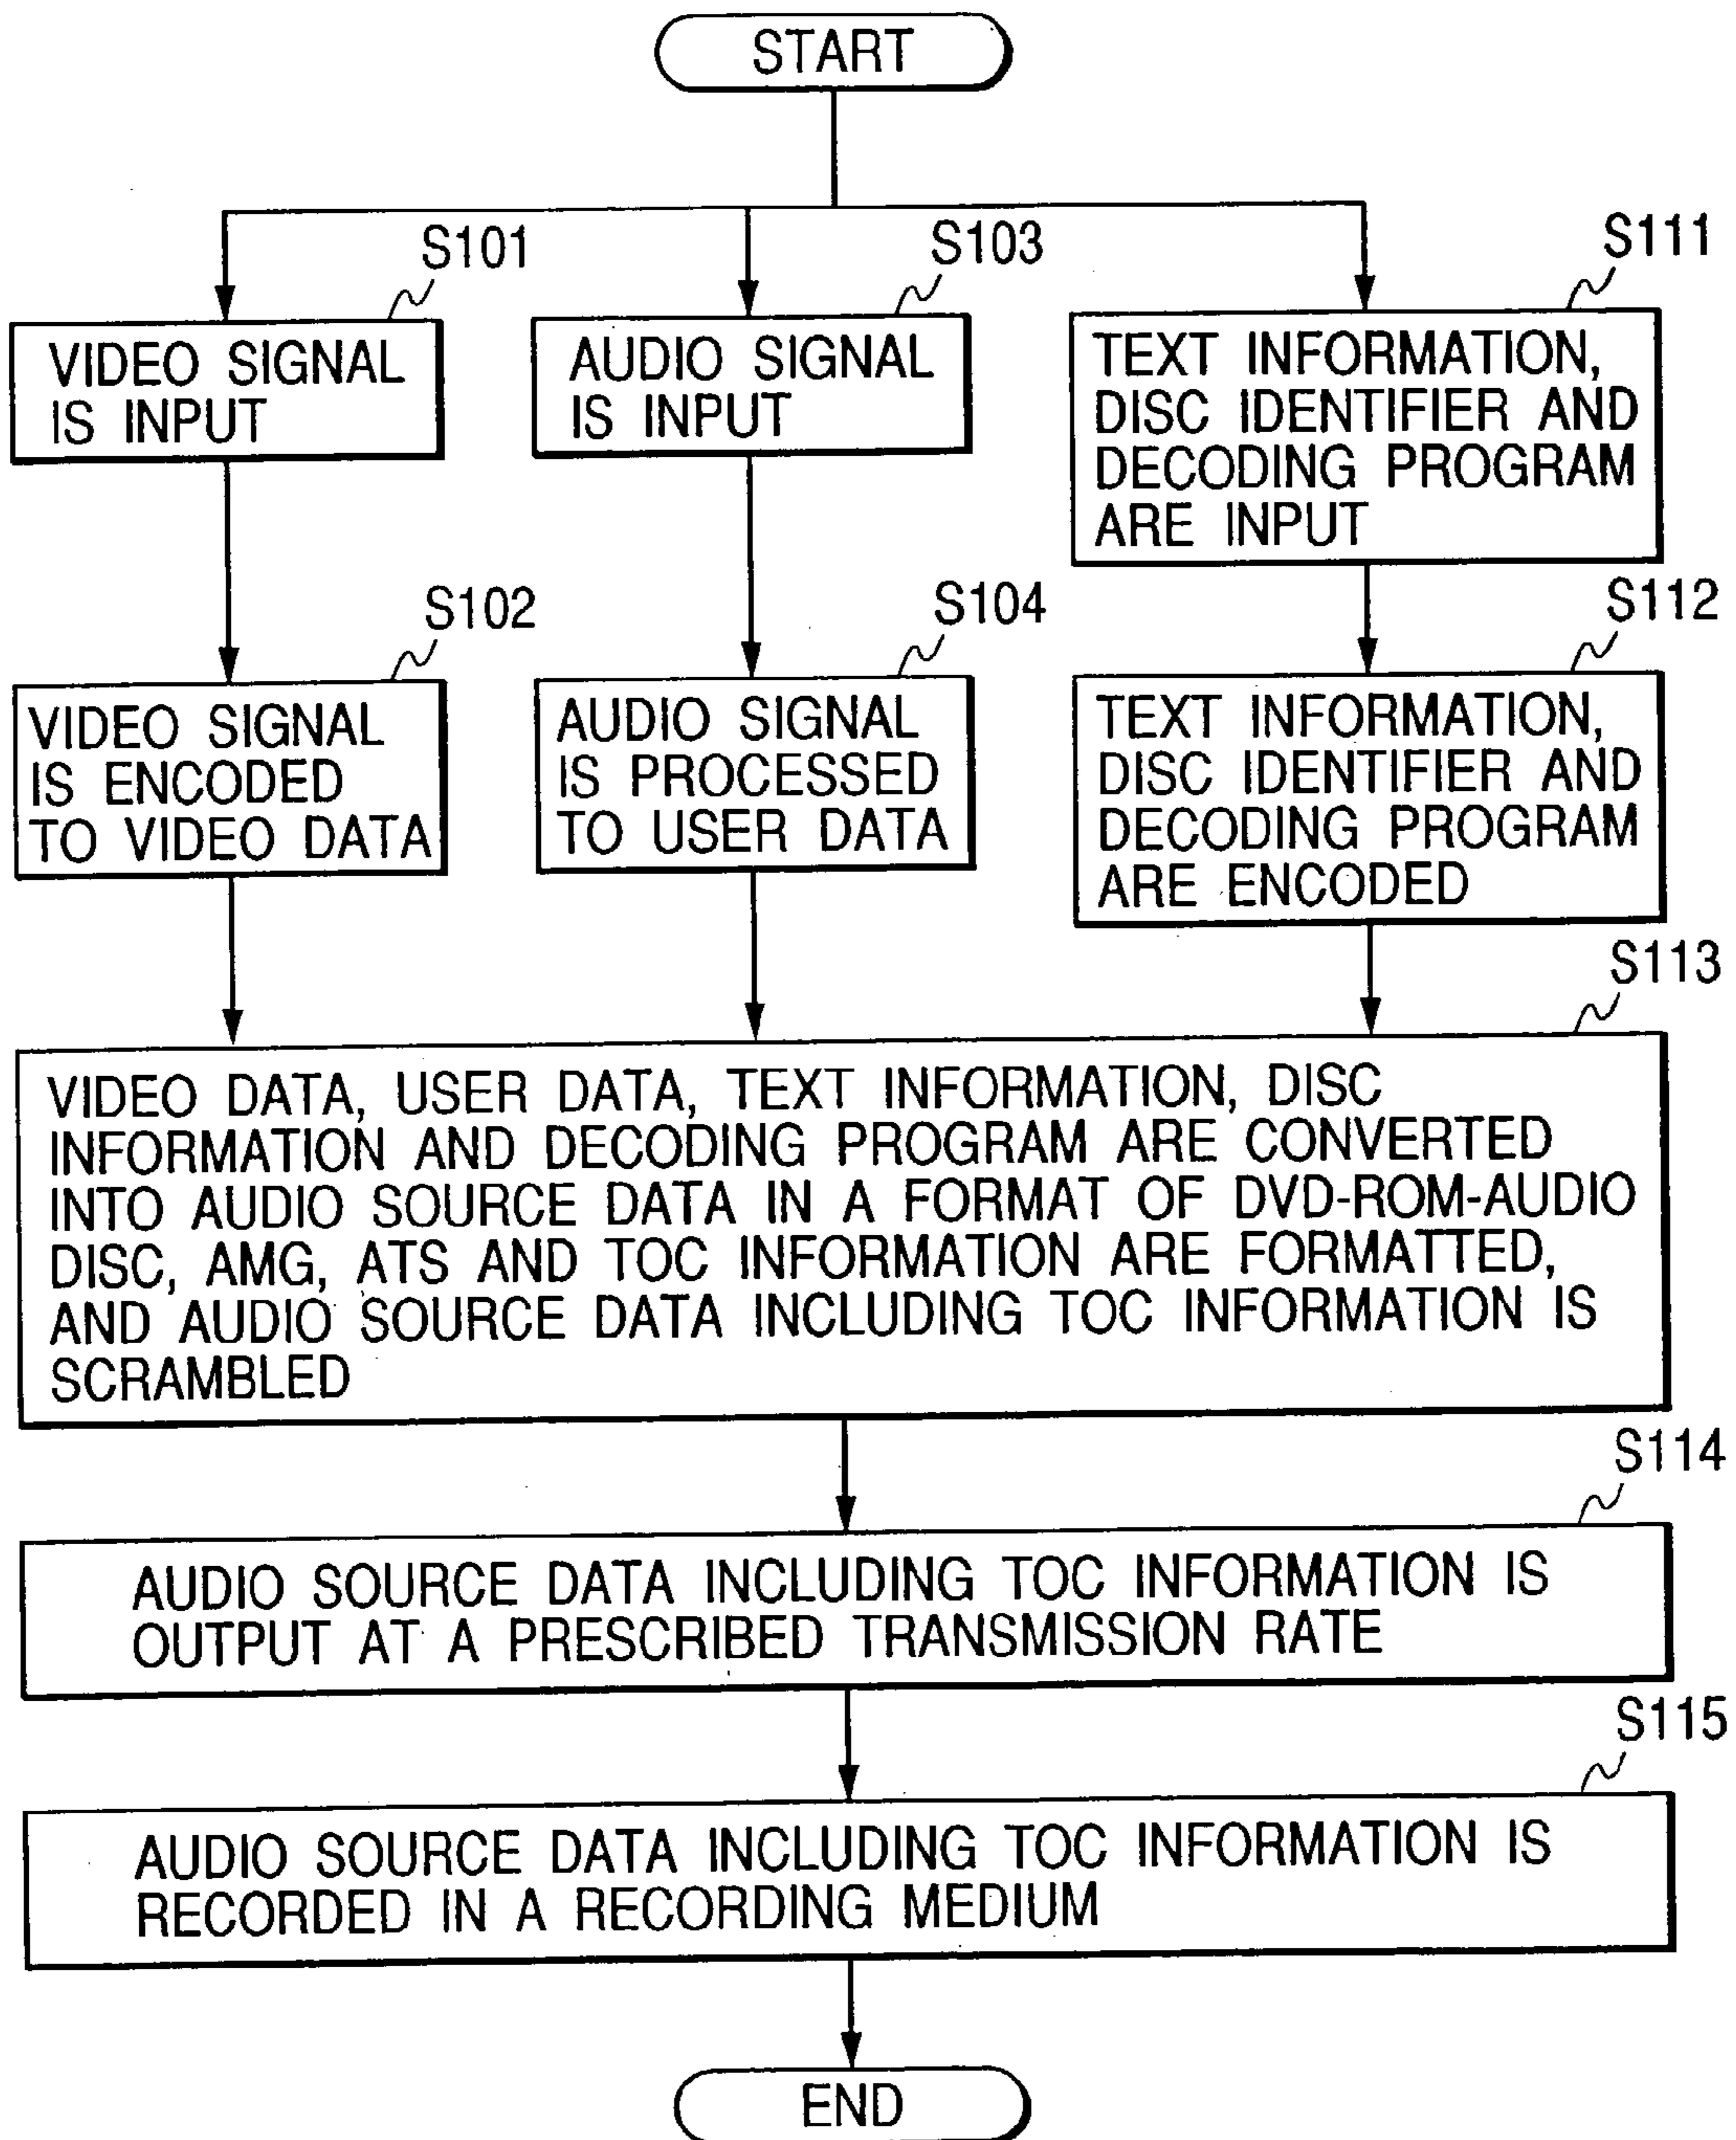 START
S101
VIDEO SIGNAL
IS INPUT
S103
AUDIO SIGNAL
IS INPUT
S111
TEXT INFORMATION,
DISC IDENTIFIER AND
DECODING PROGRAM
ARE INPUT
S102
VIDEO SIGNAL
IS ENCODED
TO VIDEO DATA
S104
AUDIO SIGNAL
IS PROCESSED
TO USER DATA
S112
TEXT INFORMATION,
DISC IDENTIFIER AND
DECODING PROGRAM
ARE ENCODED
S113
VIDEO DATA, USER DATA, TEXT INFORMATION, DISC
INFORMATION AND DECODING PROGRAM ARE CONVERTED
INTO AUDIO SOURCE DATA IN A FORMAT OF DVD-ROM-AUDIO
DISC, AMG, ATS AND TOC INFORMATION ARE FORMATTED,
AND AUDIO SOURCE DATA INCLUDING TOC INFORMATION IS
SCRAMBLED
S114
AUDIO SOURCE DATA INCLUDING TOC INFORMATION IS
OUTPUT AT A PRESCRIBED TRANSMISSION RATE
S115
AUDIO SOURCE DATA INCLUDING TOC INFORMATION IS
RECORDED IN A RECORDING MEDIUM
END